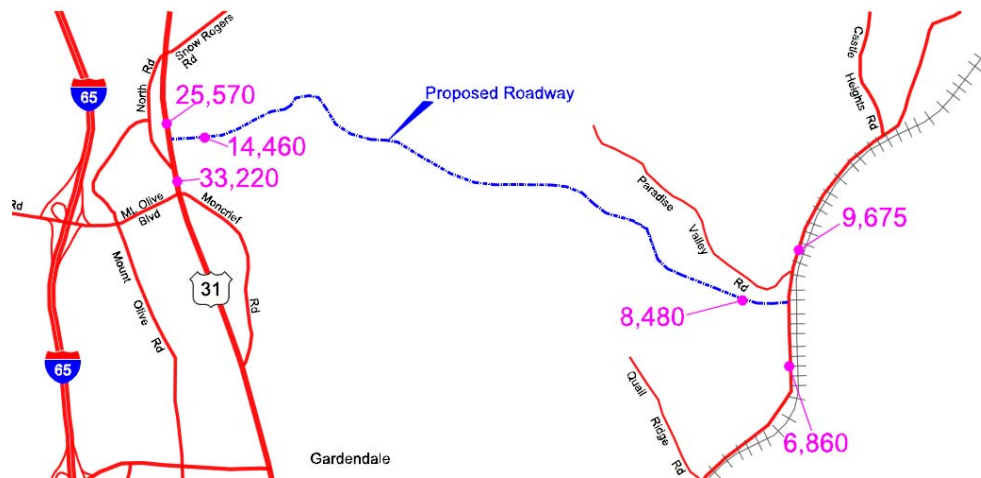 Snow Rogers
Rd
North Rd
65
25,570
Proposed Roadway
14,460
33,220
Rd
Mt. Olive
Blvd
Moncrief
Rd
Mount
Olive
Rd
31
65
Gardendale
Castle
Heights
Rd
Paradise
Valley
Rd
9,675
8,480
Quail
Ridge
Rd
6,860